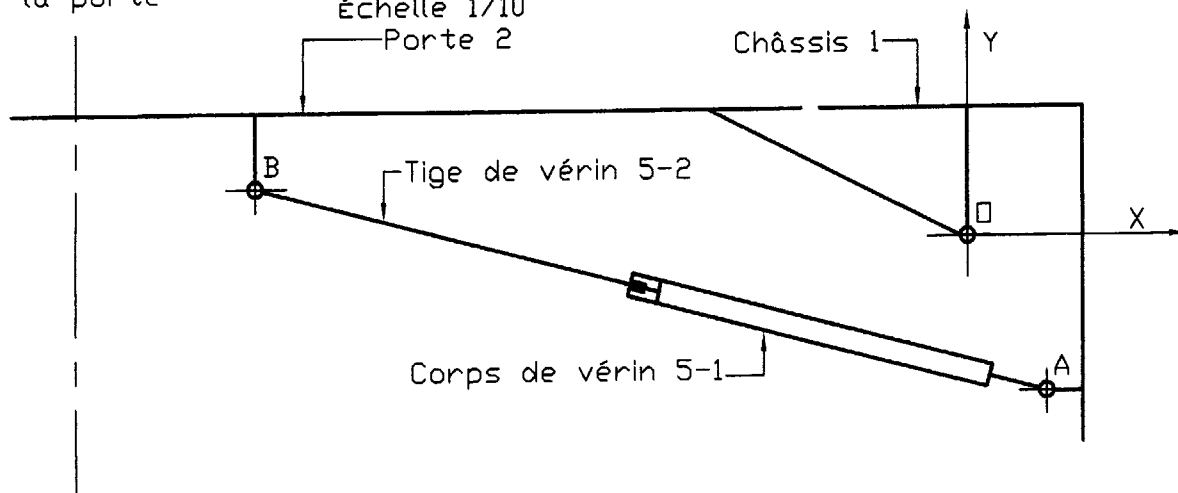 la porte
Échelle 1/10
Porte 2
Châssis 1
Y
B
Tige de vérin 5-2
O
X
Corps de vérin 5-1
A